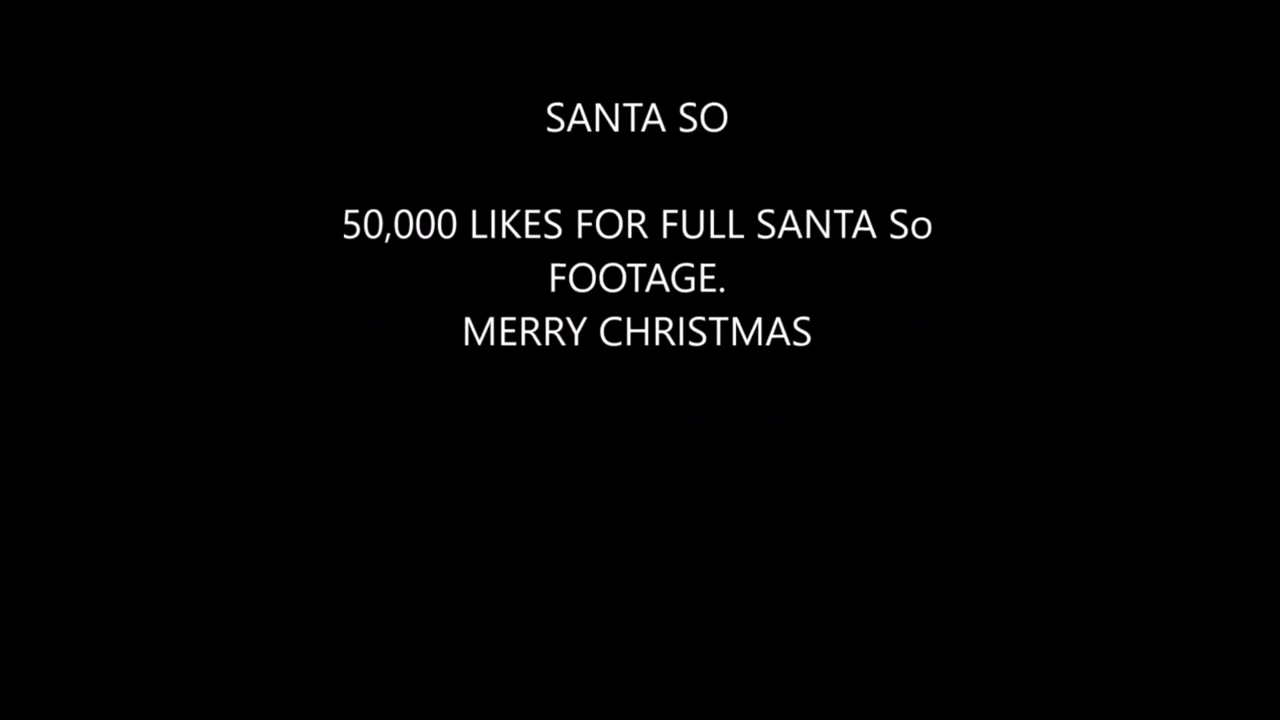 SANTA SO
50,000 LIKES FOR FULL SANTA So
FOOTAGE.
MERRY CHRISTMAS